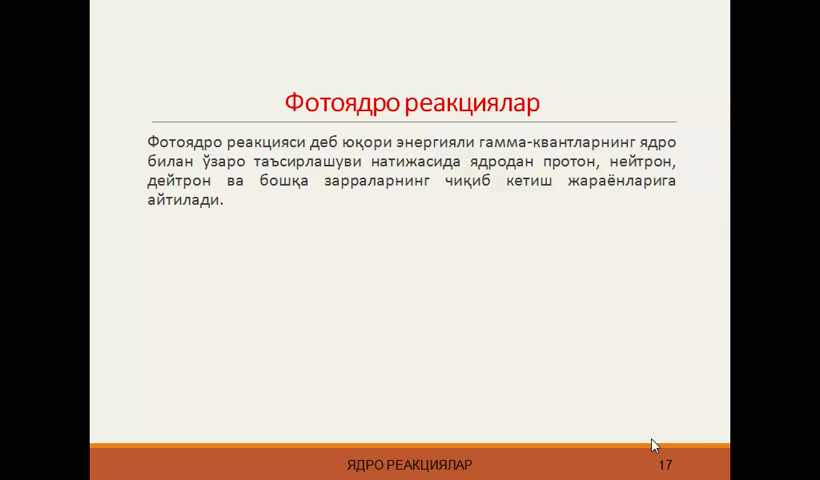 Фотоядро реакциялар
Фотоядро реакцияси деб юқори энергияли гамма-квантларнинг ядро
билан ўзаро таъсирлашуви натижасида ядродан протон, нейтрон,
дейтрон ва бошқа зарраларнинг чиқиб кетиш жараёнларига
айтилади.
ЯДРО РЕАКЦИЯЛАР
17